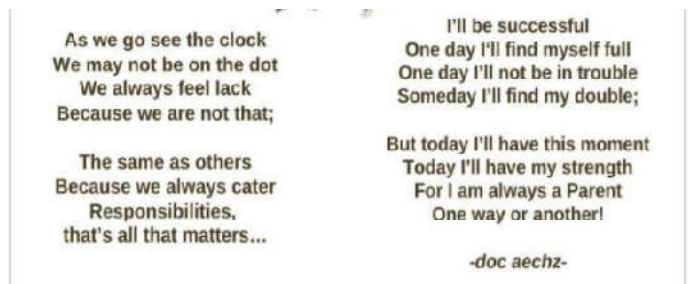 As we go see the clock
We may not be on the dot
We always feel lack
Because we are not that;
The same as others
Because we always cater
Responsibilities,
that's all that matters...
I'll be successful
One day I'll find myself full
One day I'll not be in trouble
Someday I'll find my double;
But today I'll have this moment
Today I'll have my strength
For I am always a Parent
One way or another!
-doc aechz-